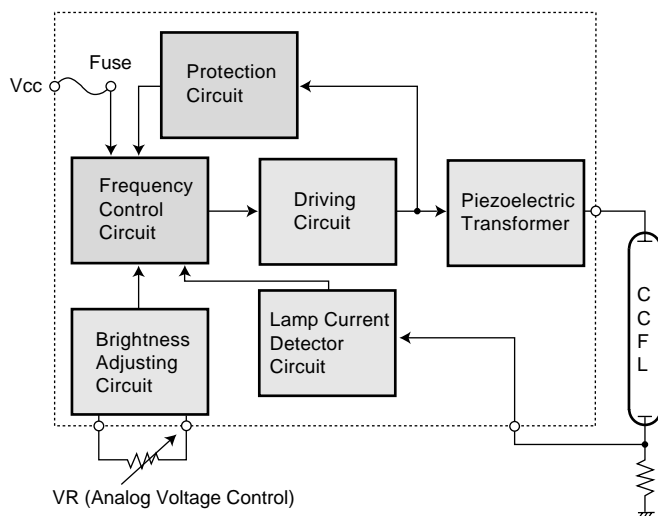 Fuse
Vcc
Protection
Circuit
Frequency
Control
Circuit
Driving
Circuit
Piezoelectric
Transformer
Brightness
Adjusting
Circuit
Lamp Current
Detector
Circuit
C
C
F
L
VR (Analog Voltage Control)